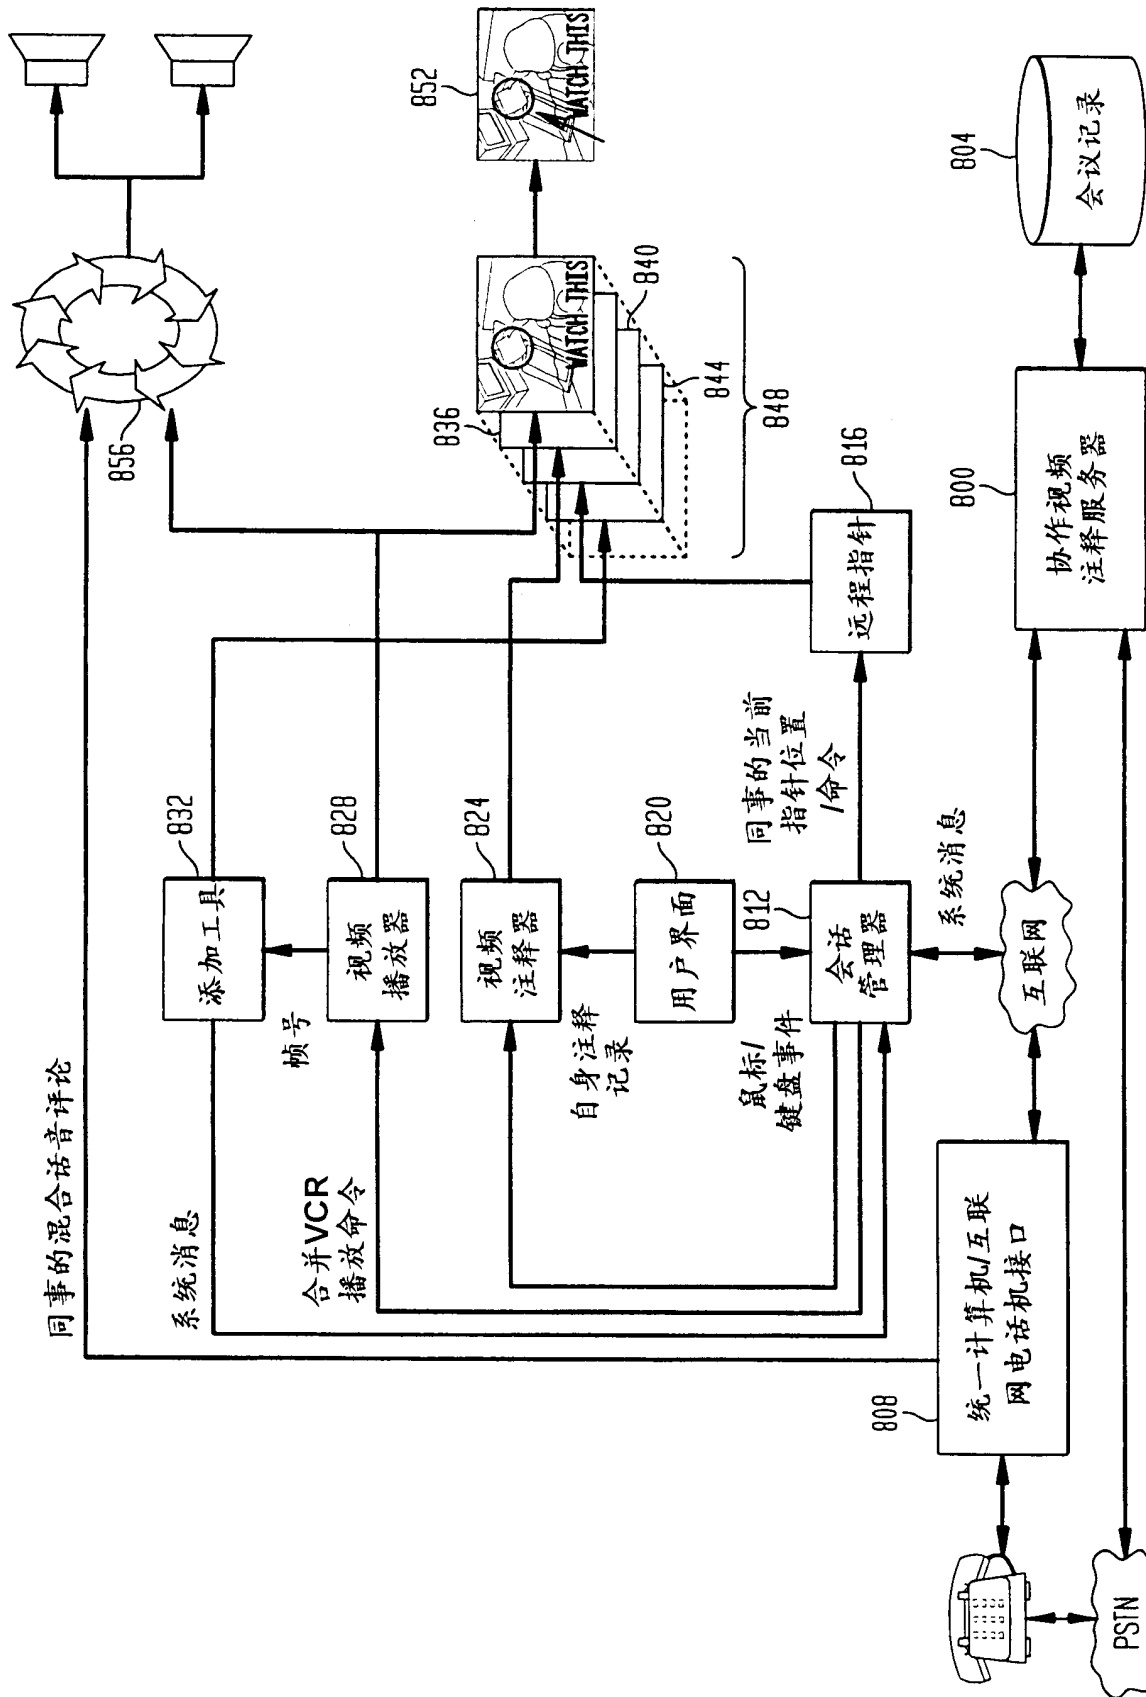 同事的混合话音评论
856
852
WATCH THIS
WATCH THIS
系统消息
添加工具
832
帧号
合并VCR
播放命令
视频
播放器
828
836
840
844
848
视频
注释器
824
自身注释
记录
用户界面
820
鼠标/
键盘事件
会话
管理器
812
同事的当前
指针位置
/命令
远程指针
816
系统消息
808
统一计算机/互联
网电话机接口
互联网
协作视频
注释服务器
800
会议记录
804
PSTN